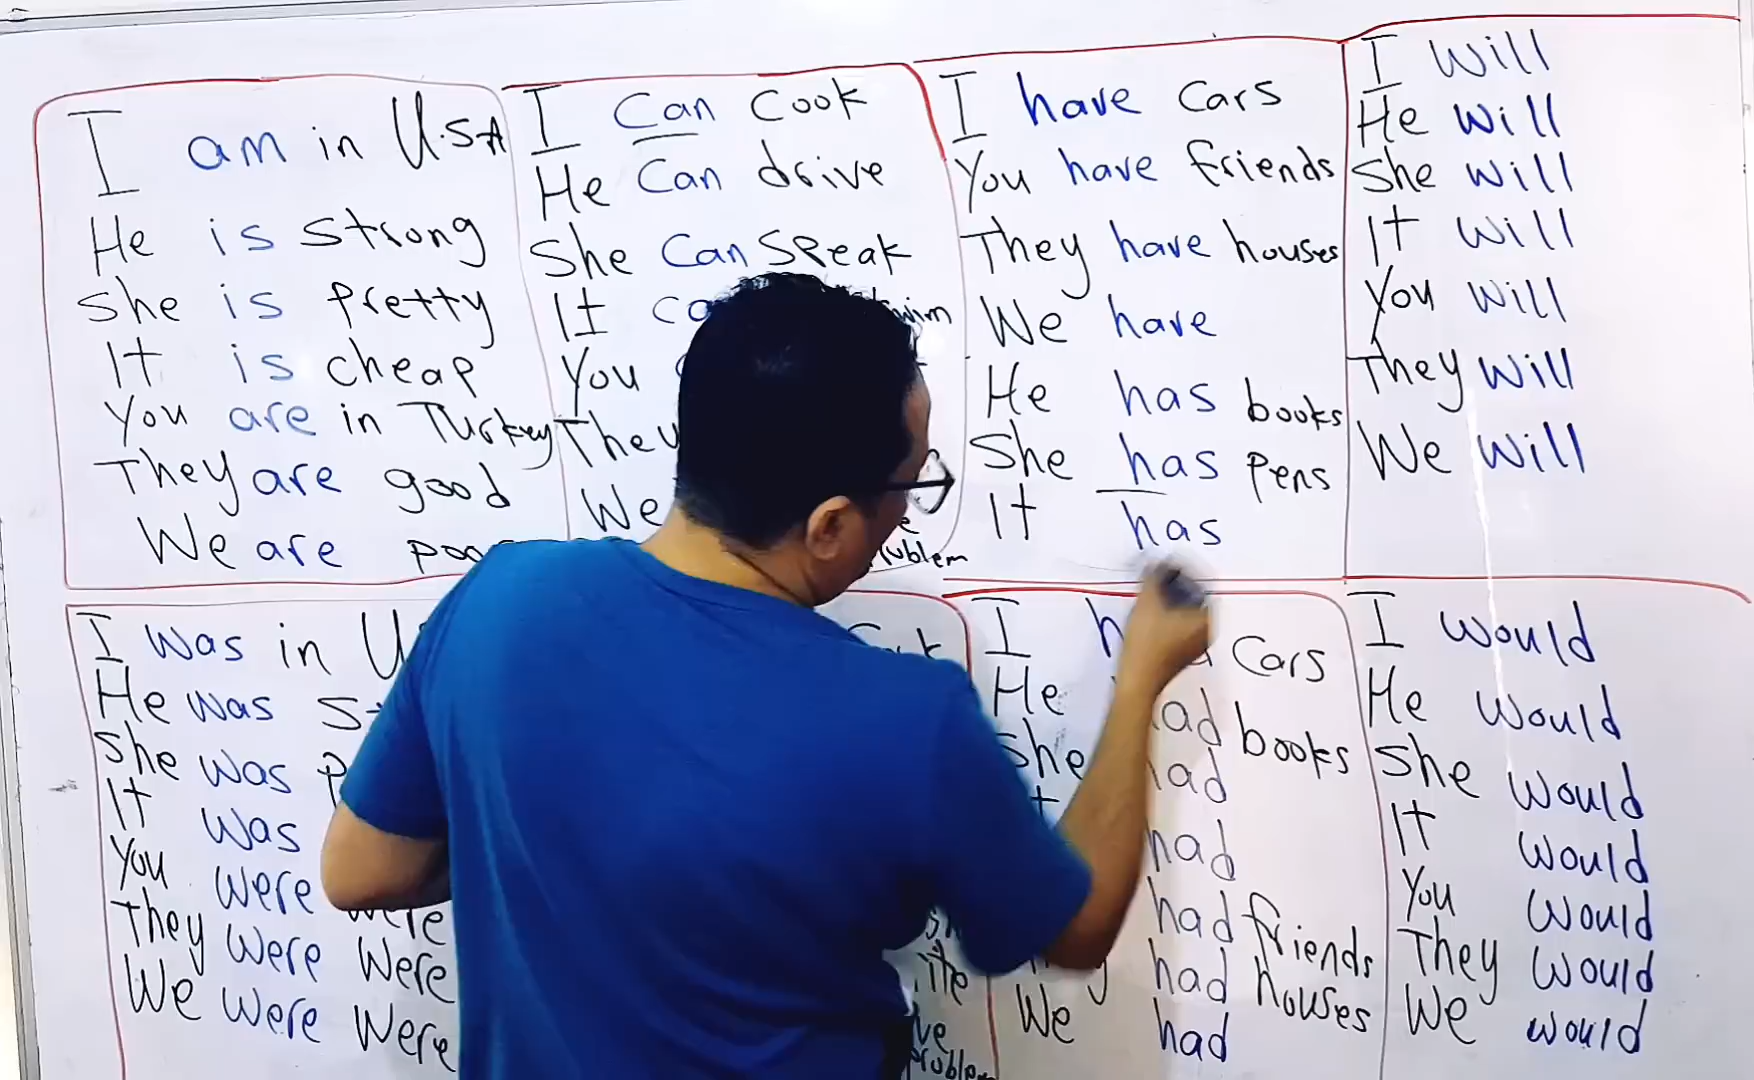 I am in U.S.A
He is strong
She is pretty
It is cheap
You are in Turkey
They are good
We are
I Can Cook
He Can drive
She Can Speak
It
You
They
We
problem
I have Cars
You have friends
They have houses
We have
He has books
She has pens
It has
I will
He will
She will
It will
You will
They will
We will
I was in
He was
She was
It was
You were were
They were were
We were were
problem
I Cars
He had books
She had
had
had friends
They had houses
We had
I would
He would
She would
It would
You would
They would
We would